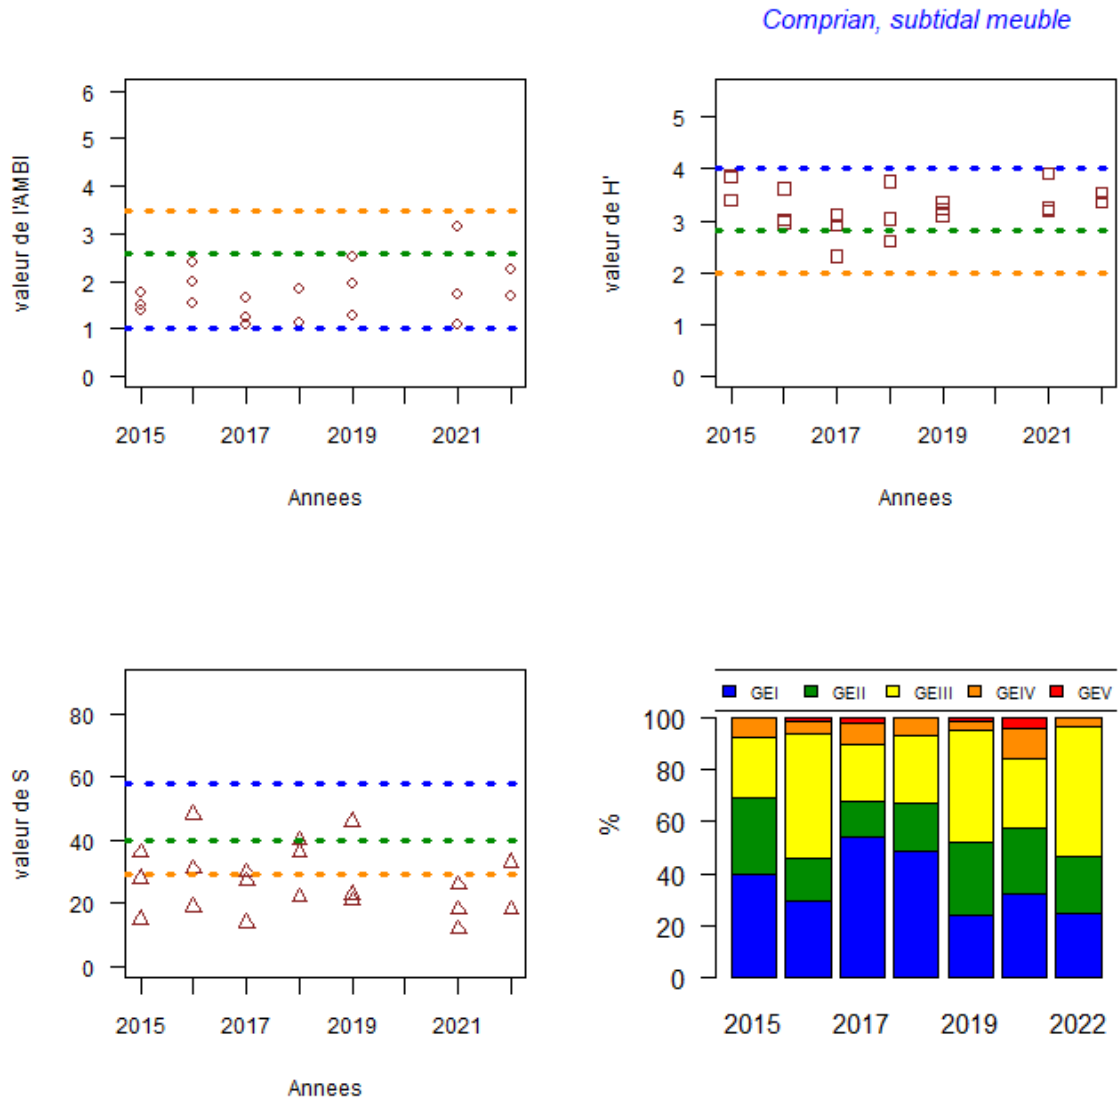 Comprian, subtidal meuble
valeur de l'AMBI
6
5
4
3
2
1
0
2015 2017 2019 2021
Annees
valeur de H'
5
4
3
2
1
0
2015 2017 2019 2021
Annees
valeur de S
80
60
40
20
0
2015 2017 2019 2021
Annees
GEI GEII GEIII GEIV GEV
%
100
80
60
40
20
0
2015 2017 2019 2022